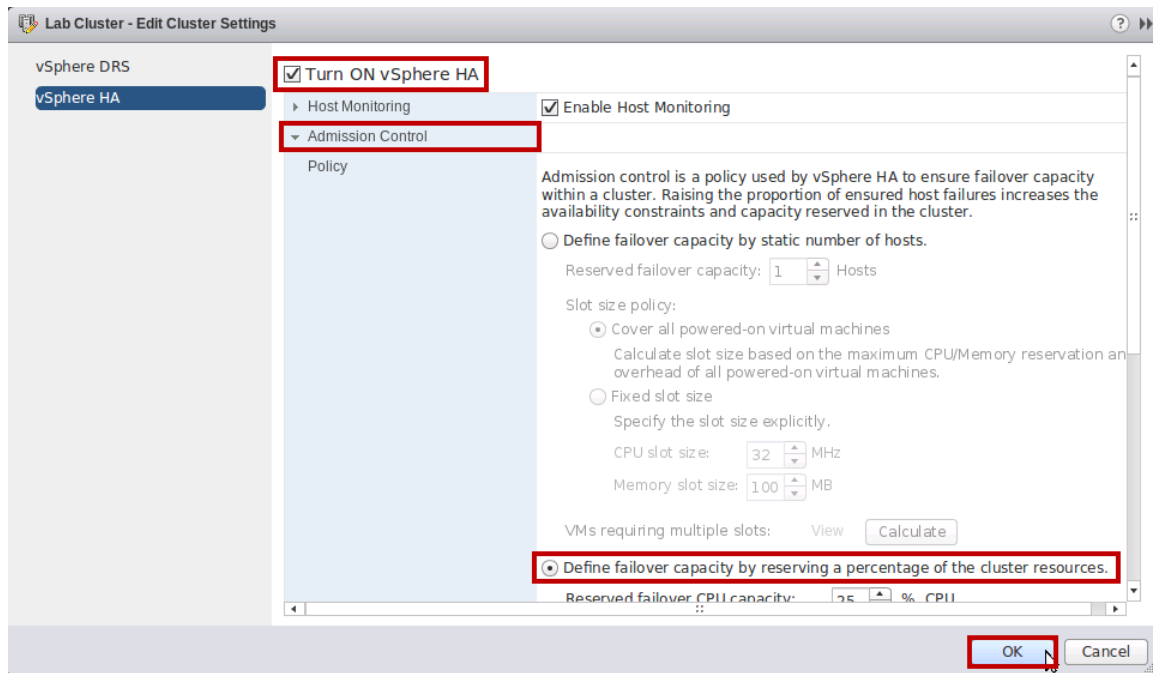 Lab Cluster - Edit Cluster Settings
?
vSphere DRS
vSphere HA
Turn ON vSphere HA
Host Monitoring
Enable Host Monitoring
Admission Control
Policy
Admission control is a policy used by vSphere HA to ensure failover capacity
within a cluster. Raising the proportion of ensured host failures increases the
availability constraints and capacity reserved in the cluster.
Define failover capacity by static number of hosts.
Reserved failover capacity: 1 Hosts
Slot size policy:
Cover all powered-on virtual machines
Calculate slot size based on the maximum CPU/Memory reservation an
overhead of all powered-on virtual machines.
Fixed slot size
Specify the slot size explicitly.
CPU slot size: 32 MHz
Memory slot size: 100 MB
VMs requiring multiple slots: View Calculate
Define failover capacity by reserving a percentage of the cluster resources.
Reserved failover CPU capacity: 25 % CPU
OK Cancel